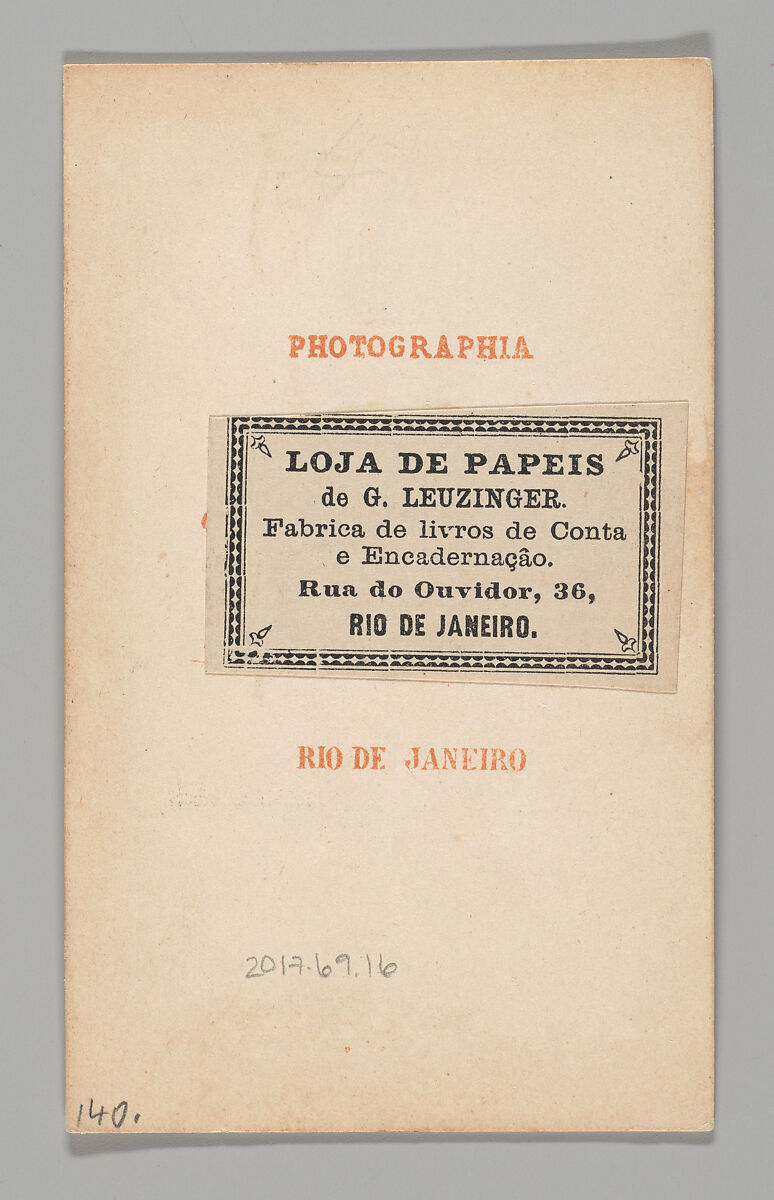 PHOTOGRAPHIA
LOJA DE PAPEIS
de G. LEUZINGER.
Fabrica de livros de Conta
e Encadernaçâo.
Rua do Ouvidor, 36,
RIO DE JANEIRO.
RIO DE JANEIRO
2017.69.16
140.